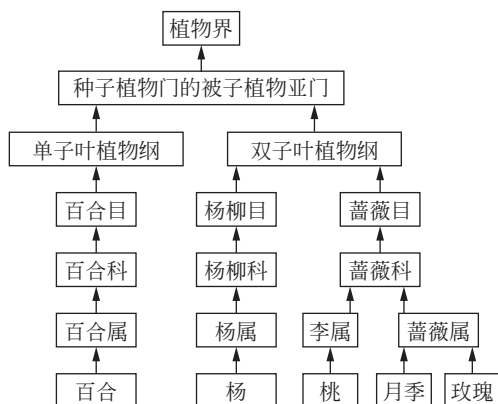 植物界
种子植物门的被子植物亚门
单子叶植物纲 双子叶植物纲
百合目 杨柳目 蔷薇目
百合科 杨柳科 蔷薇科
百合属 杨属 李属 蔷薇属
百合 杨 桃 月季 玫瑰